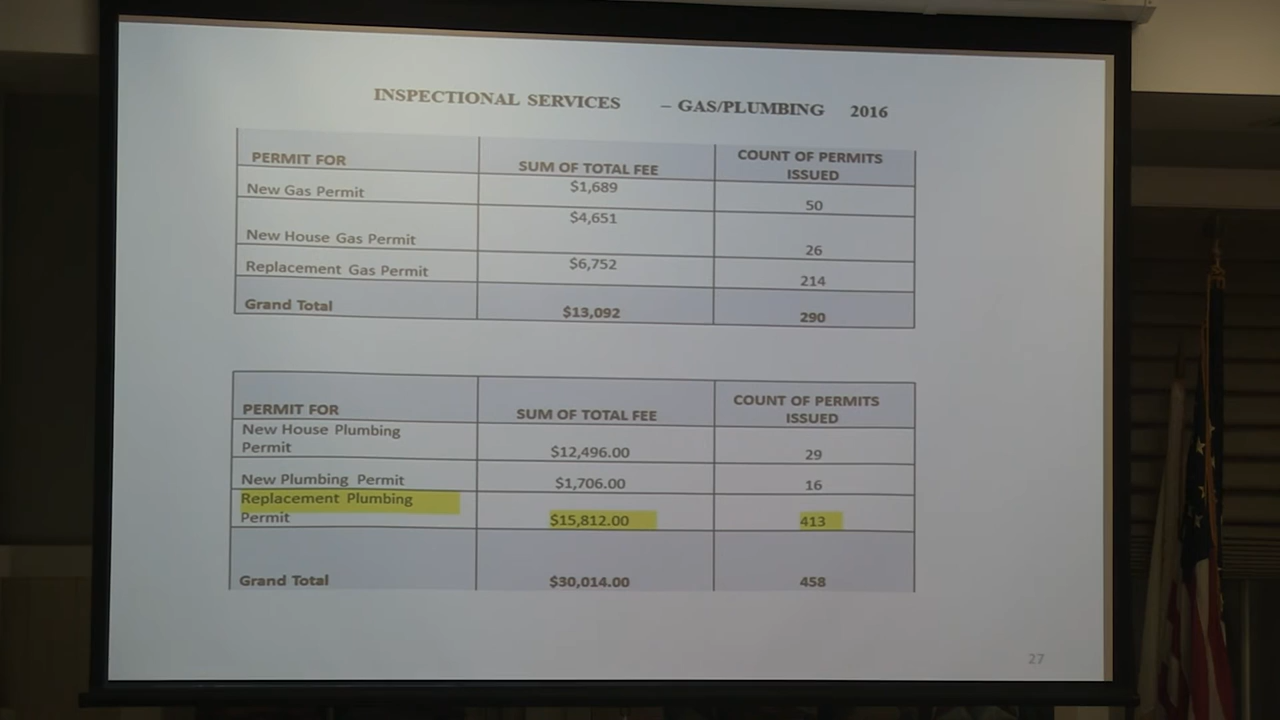 INSPECTIONAL SERVICES – GAS/PLUMBING 2016
PERMIT FOR SUM OF TOTAL FEE COUNT OF PERMITS
ISSUED
New Gas Permit $1,689 50
New House Gas Permit $4,651 26
Replacement Gas Permit $6,752 214
Grand Total $13,092 290
PERMIT FOR SUM OF TOTAL FEE COUNT OF PERMITS
ISSUED
New House Plumbing
Permit $12,496.00 29
New Plumbing Permit $1,706.00 16
Replacement Plumbing
Permit $15,812.00 413
Grand Total $30,014.00 458
27